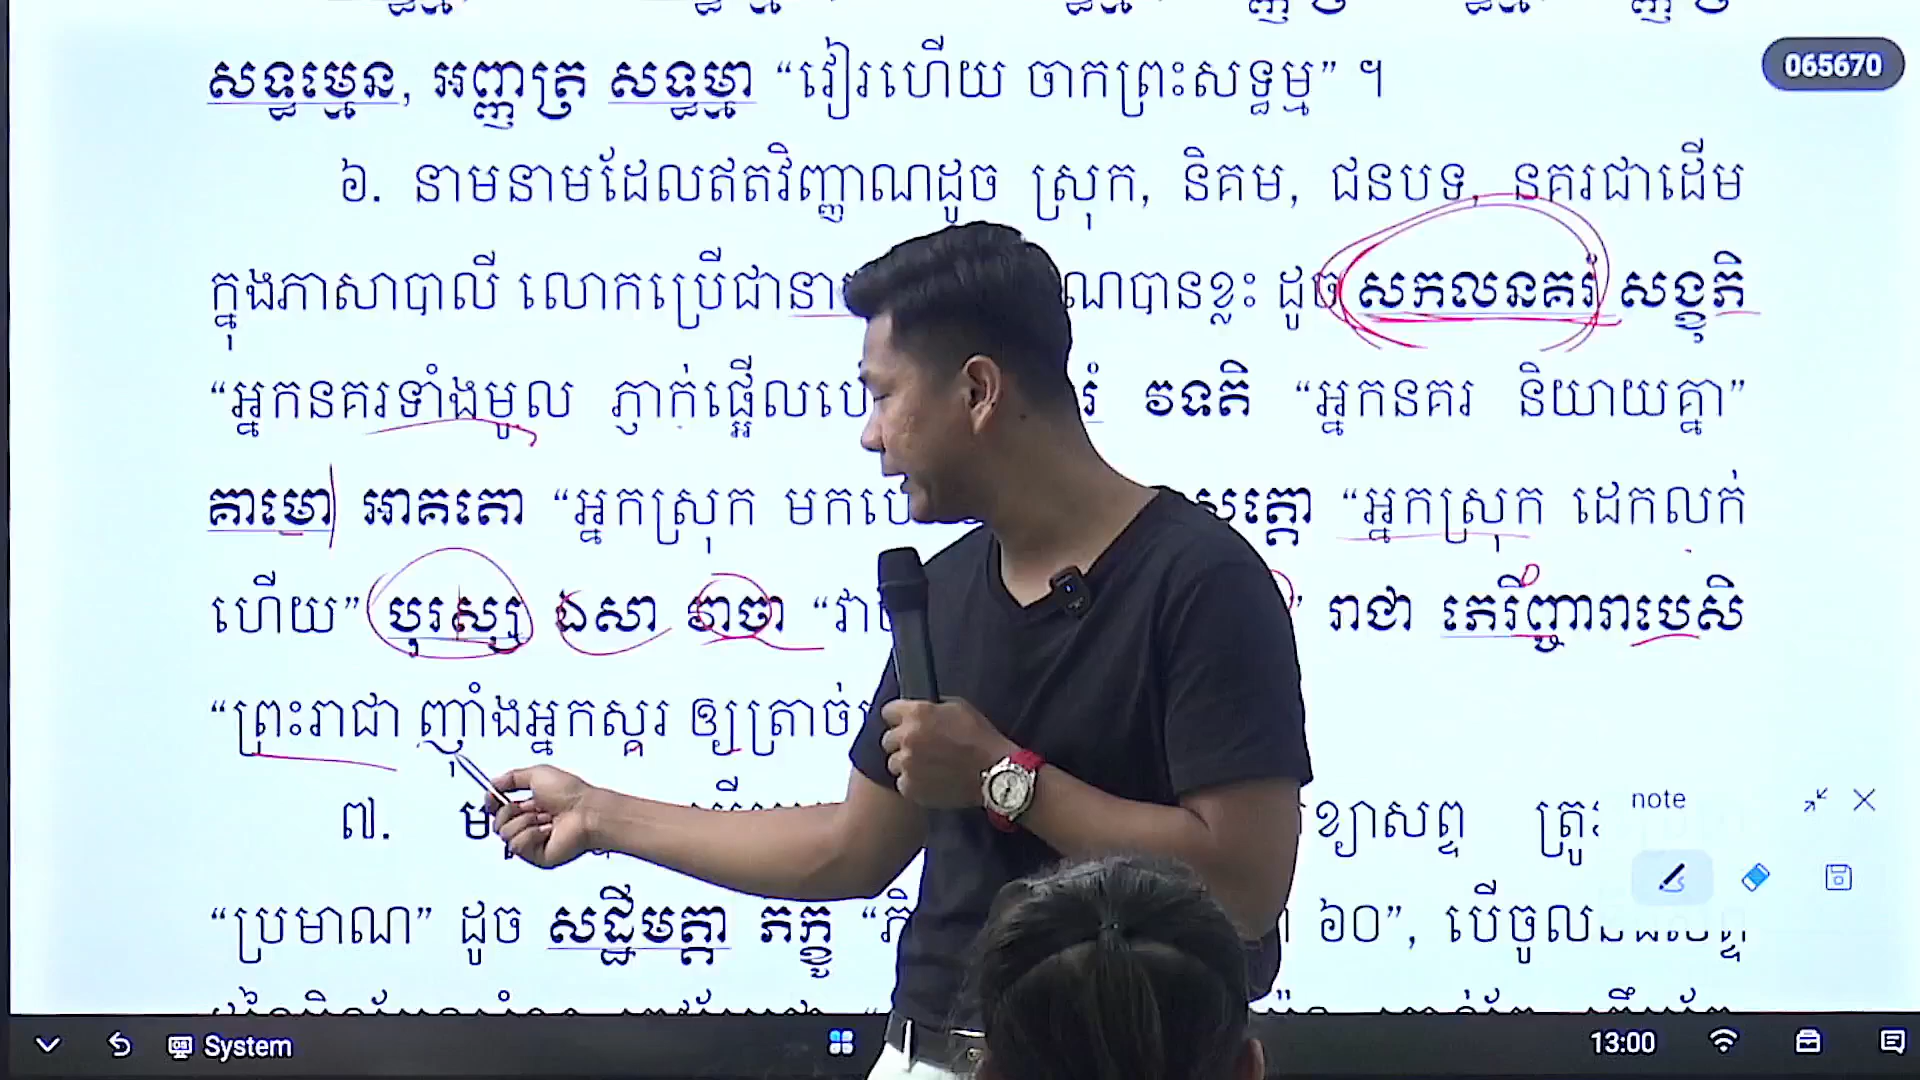 សទ្ធម្មេន, អញ្ញត្រ សទ្ធម្មា “វៀរហើយ ចាកព្រះសទ្ធម្ម” ។
065670
៦. នាមនាមដែលឥតវិញ្ញាណដូច ស្រុក, និគម, ជនបទ, នគរជាដើម
ក្នុងភាសាបាលី លោកប្រើជានា ណបានខ្លះ ដូច សកលនគរំ សង្ខុភិ
“អ្នកនគរទាំងមូល ភ្ញាក់ផ្អើលហើ រំ វទតិ “អ្នកនគរ និយាយគ្នា”
គាមោ អាគតោ “អ្នកស្រុក មកហើ សុត្តោ “អ្នកស្រុក ដេកលក់
ហើយ” បុរស្ស ឯសា វាចា “វា រាជា ភេរិញ្ចារាបេសិ
“ព្រះរាជា ញ៉ាំងអ្នកស្គរ ឲ្យត្រាច់
៧. ម ខ្យាសព្ទ ត្រូ
note
“ប្រមាណ” ដូច សដ្ឋិមត្តា ភិក្ខូ “ភិ ៦០”, បើចូល
System
13:00